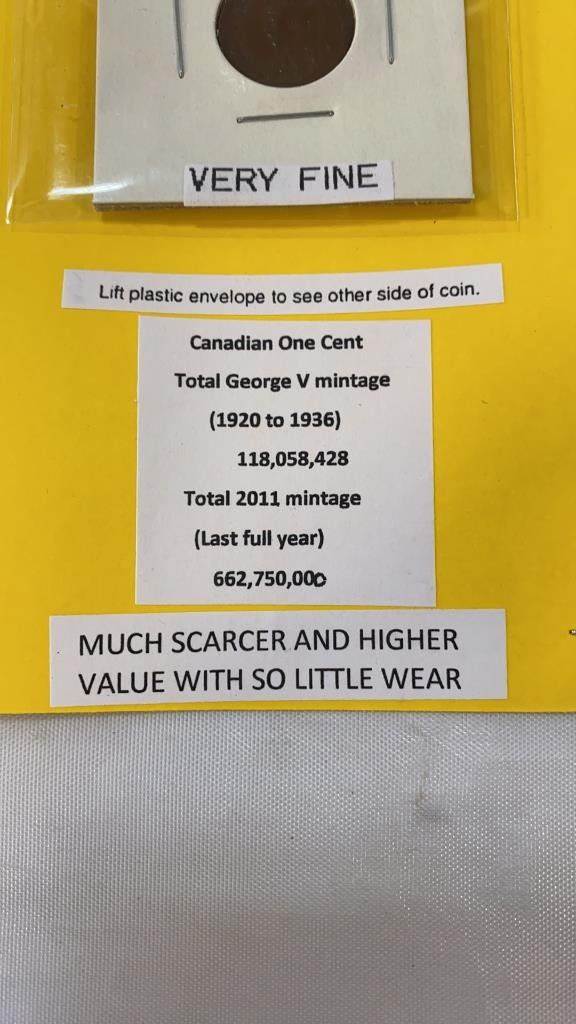 VERY FINE
Lift plastic envelope to see other side of coin.
Canadian One Cent
Total George V mintage
(1920 to 1936)
118,058,428
Total 2011 mintage
(Last full year)
662,750,000
MUCH SCARCER AND HIGHER
VALUE WITH SO LITTLE WEAR